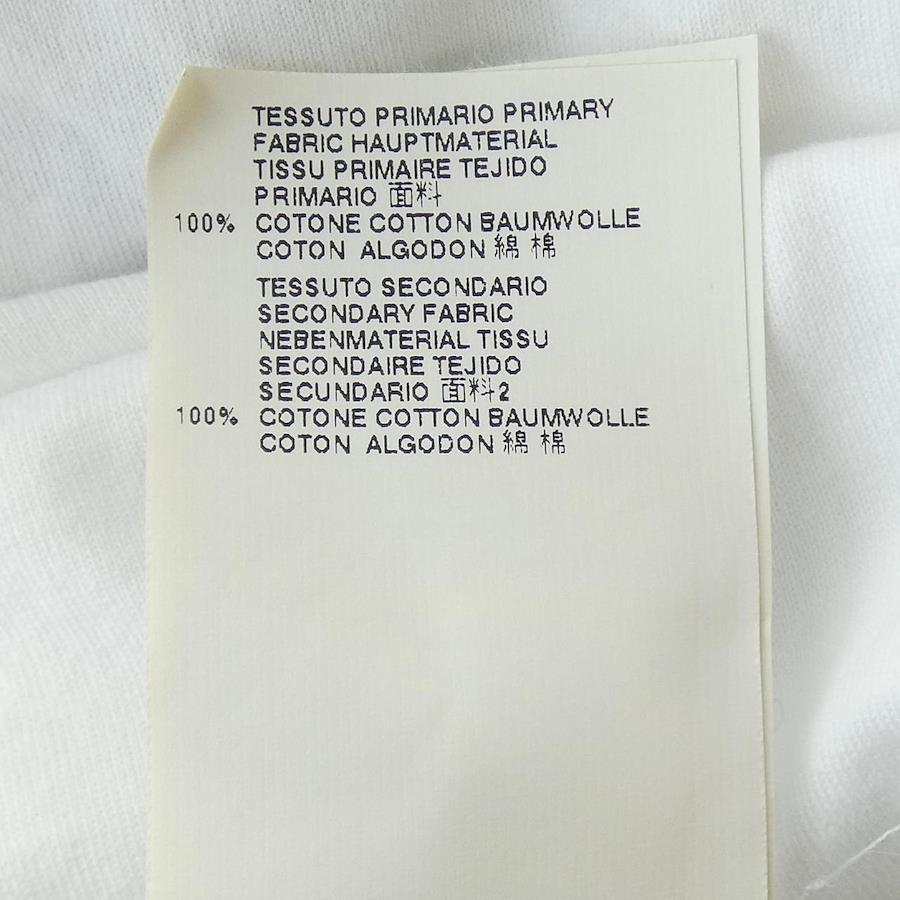 TESSUTO PRIMARIO PRIMARY
FABRIC HAUPTMATERIAL
TISSU PRIMAIRE TEJIDO
PRIMARIO 面料
100% COTONE COTTON BAUMWOLLE
COTON ALGODON 綿 棉
TESSUTO SECONDARIO
SECONDARY FABRIC
NEBENMATERIAL TISSU
SECONDAIRE TEJIDO
SECUNDARIO 面料2
100% COTONE COTTON BAUMWOLLE
COTON ALGODON 綿 棉